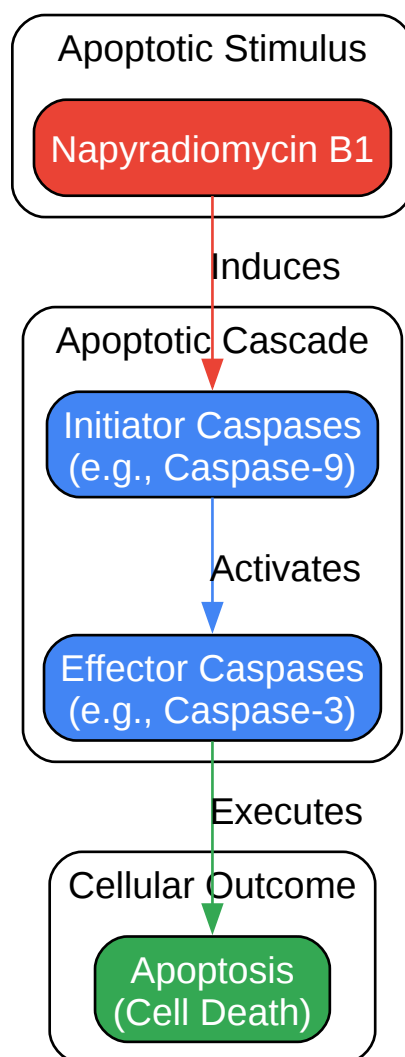 Apoptotic Stimulus
Napyradiomycin B1
Induces
Apoptotic Cascade
Initiator Caspases
(e.g., Caspase-9)
Activates
Effector Caspases
(e.g., Caspase-3)
Executes
Cellular Outcome
Apoptosis
(Cell Death)